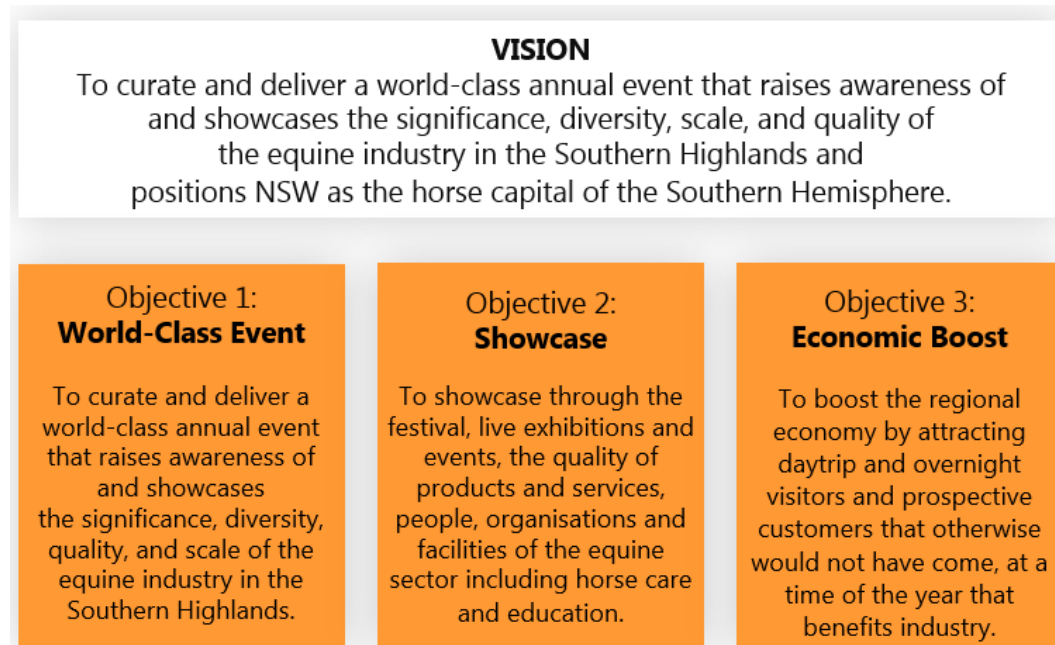 VISION
To curate and deliver a world-class annual event that raises awareness of
and showcases the significance, diversity, scale, and quality of
the equine industry in the Southern Highlands and
positions NSW as the horse capital of the Southern Hemisphere.
Objective 1:
World-Class Event
To curate and deliver a
world-class annual event
that raises awareness of
and showcases
the significance, diversity,
quality, and scale of the
equine industry in the
Southern Highlands.
Objective 2:
Showcase
To showcase through the
festival, live exhibitions and
events, the quality of
products and services,
people, organisations and
facilities of the equine
sector including horse care
and education.
Objective 3:
Economic Boost
To boost the regional
economy by attracting
daytrip and overnight
visitors and prospective
customers that otherwise
would not have come, at a
time of the year that
benefits industry.